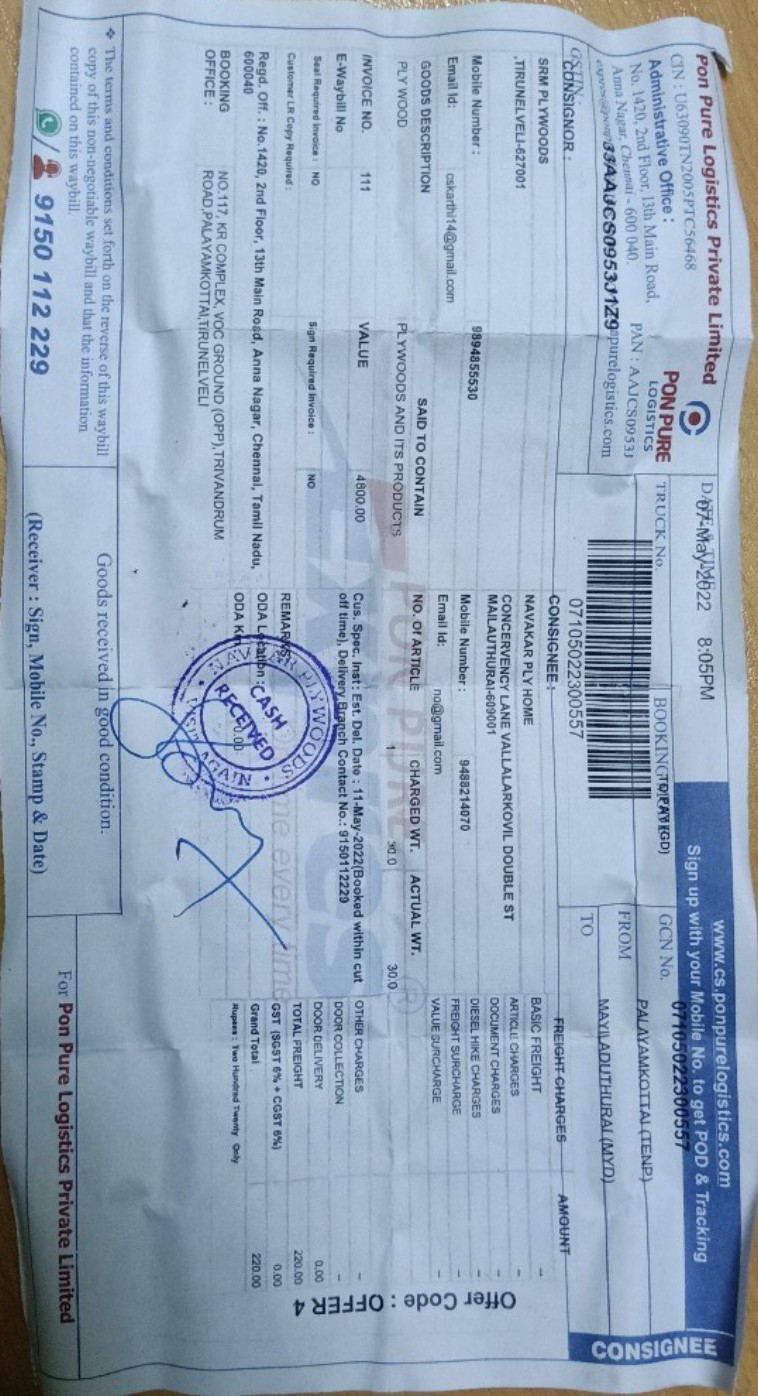 Pon Pure Logistics Private Limited
CIN : U63090TN2005PTC56468
Administrative Office :
No. 1420, 2nd Floor, 13th Main Road,
Anna Nagar, Chennai - 600 040.
PAN : AAJCS0953J
PON PURE
LOGISTICS
GSTIN :
33AAJCS0953J1Z9
purelogistics.com
07-May-2022 8:05PM
TRUCK No.
BOOKING
07105022300557
www.cs.ponpurelogistics.com
Sign up with your Mobile No. to get POD & Tracking
GCN No. 07105022300557
FROM PALAYAMKOTTAI (TENP)
TO MAYILADUTHURAI (MYD)
CONSIGNEE
CONSIGNOR :
SRM PLYWOODS
,TIRUNELVELI-627001
Mobile Number : 9894855530
Email Id: cskarthi14@gmail.com
CONSIGNEE :
NAVAKAR PLY HOME
CONCERVENCY LANE VALLALARKOVIL DOUBLE ST
MAILAUTHURAI-609001
Mobile Number : 9488214070
Email Id: no@gmail.com
GOODS DESCRIPTION SAID TO CONTAIN NO. Of ARTICLE CHARGED WT. ACTUAL WT.
PLY WOOD PLYWOODS AND ITS PRODUCTS 1 30.0 30.0
INVOICE NO. 111 VALUE 4800.00
E-Waybill No
Seal Required Invoice : NO Sign Required Invoice : NO
Customer LR Copy Required :
Regd. Off. : No.1420, 2nd Floor, 13th Main Road, Anna Nagar, Chennai, Tamil Nadu,
600040
BOOKING OFFICE : NO.117, KR COMPLEX, VOC GROUND (OPP),TRIVANDRUM
ROAD,PALAYAMKOTTAI,TIRUNELVELI
Cus. Spec. Inst : Est. Del. Date : 11-May-2022(Booked within cut
off time), Delivery Branch Contact No.: 9150112229
REMARKS
ODA Location :
ODA Km
0.00
PLYWOODS
CASH
RECEIVED
AGAIN
FREIGHT CHARGES AMOUNT
BASIC FREIGHT -
ARTICLE CHARGES -
DOCUMENT CHARGES -
DIESEL HIKE CHARGES -
FREIGHT SURCHARGE -
VALUE SURCHARGE -
OTHER CHARGES -
DOOR COLLECTION -
DOOR DELIVERY 0.00
TOTAL FREIGHT 220.00
GST (SGST 6% + CGST 6%) 0.00
Grand Total 220.00
Rupees : Two Hundred Twenty Only
Offer Code : OFFER 4
❖ The terms and conditions set forth on the reverse of this waybill
copy of this non-negotiable waybill and that the information
contained on this waybill.
9150 112 229
Goods received in good condition.
(Receiver : Sign, Mobile No., Stamp & Date)
For Pon Pure Logistics Private Limited